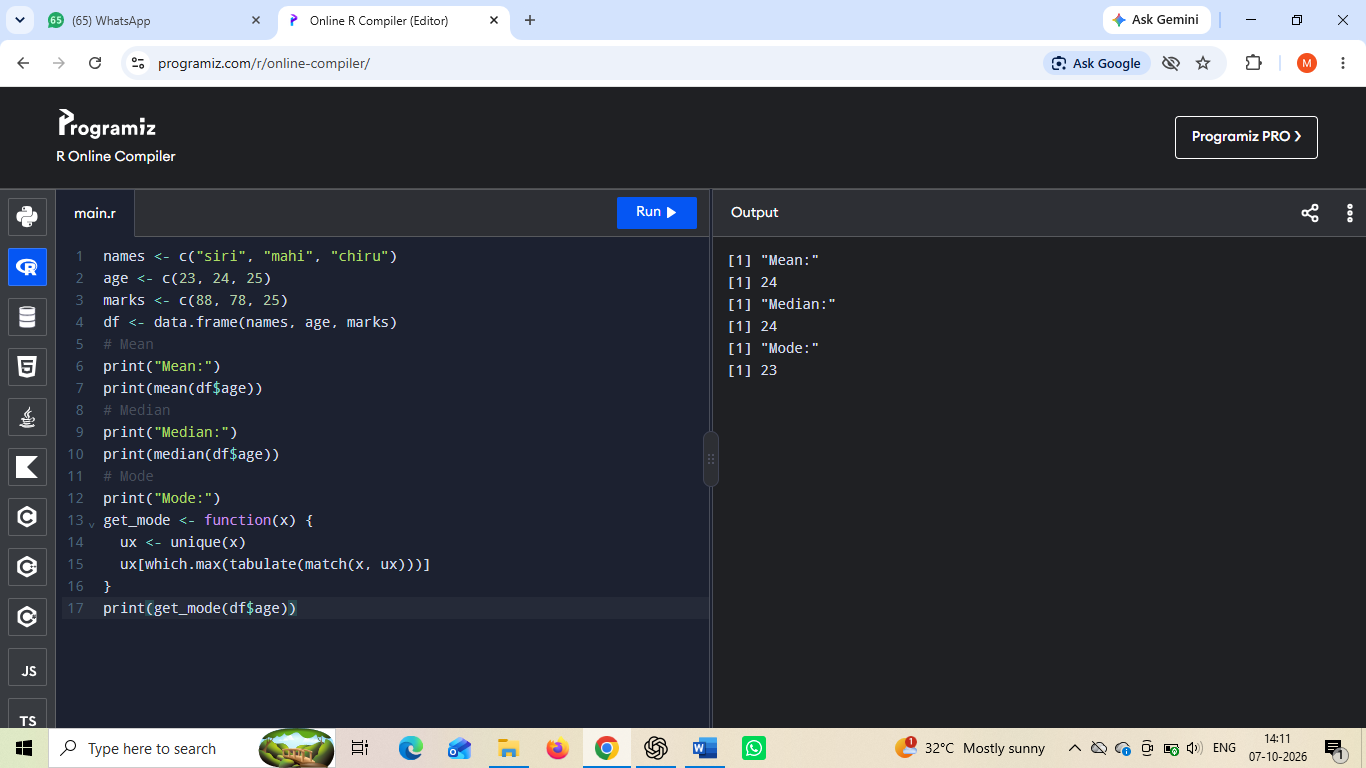 (65) WhatsApp
Online R Compiler (Editor)
Ask Gemini
programiz.com/r/online-compiler/
Ask Google
M
Programiz
R Online Compiler
Programiz PRO
main.r
Run
Output
1 names <- c("siri", "mahi", "chiru")
2 age <- c(23, 24, 25)
3 marks <- c(88, 78, 25)
4 df <- data.frame(names, age, marks)
5 # Mean
6 print("Mean:")
7 print(mean(df$age))
8 # Median
9 print("Median:")
10 print(median(df$age))
11 # Mode
12 print("Mode:")
13 get_mode <- function(x) {
14   ux <- unique(x)
15   ux[which.max(tabulate(match(x, ux)))]
16 }
17 print(get_mode(df$age))
[1] "Mean:"
[1] 24
[1] "Median:"
[1] 24
[1] "Mode:"
[1] 23
JS
TS
Type here to search
1
32°C Mostly sunny
ENG
14:11
07-10-2026
1